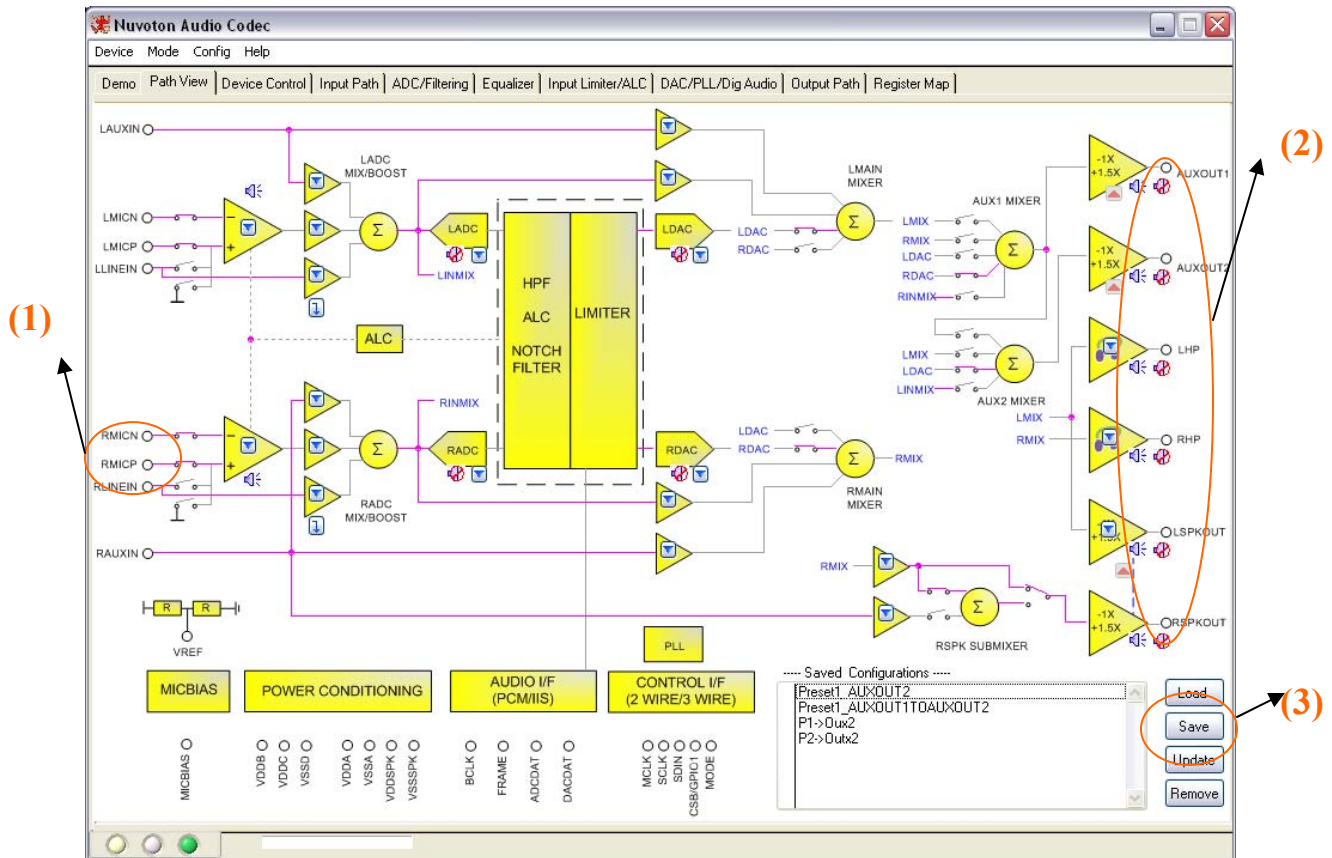 Nuvoton Audio Codec
Device Mode Config Help
Demo Path View Device Control Input Path ADC/Filtering Equalizer Input Limiter/ALC DAC/PLL/Dig Audio Output Path Register Map
LAUXIN
LADC
MIX/BOOST
LMICN
LMICP
LLINEIN
-
+
Σ
LADC
LINMIX
HPF
ALC
NOTCH
FILTER
LIMITER
LDAC
LDAC
RDAC
LMAIN
MIXER
Σ
LMIX
RMIX
LDAC
RDAC
RINMIX
AUX1 MIXER
Σ
-1X
+1.5X
AUXOUT1
-1X
+1.5X
AUXOUT2
(1)
(2)
ALC
LMIX
LDAC
LINMIX
Σ
AUX2 MIXER
LHP
LMIX
RMIX
RHP
RMICN
RMICP
RLINEIN
-
+
Σ
RADC
MIX/BOOST
RINMIX
RADC
RDAC
LDAC
RDAC
Σ
RMIX
RMAIN
MIXER
RAUXIN
+1.5X
LSPKOUT
RMIX
Σ
RSPK SUBMIXER
-1X
+1.5X
RSPKOUT
R R
VREF
PLL
MICBIAS
POWER CONDITIONING
AUDIO I/F
(PCM/IIS)
CONTROL I/F
(2 WIRE/3 WIRE)
MICBIAS
VDDB
VDDC
VSSD
VDDA
VSSA
VDDSPK
VSSSPK
BCLK
FRAME
ADCDAT
DACDAT
MCLK
SCLK
SDIN
CSB/GPIO1
MODE
----- Saved Configurations -----
Preset1_AUXOUT2
Preset1_AUXOUT1TOAUXOUT2
P1->Oux2
P2->Outx2
Load
Save
Update
Remove
(3)